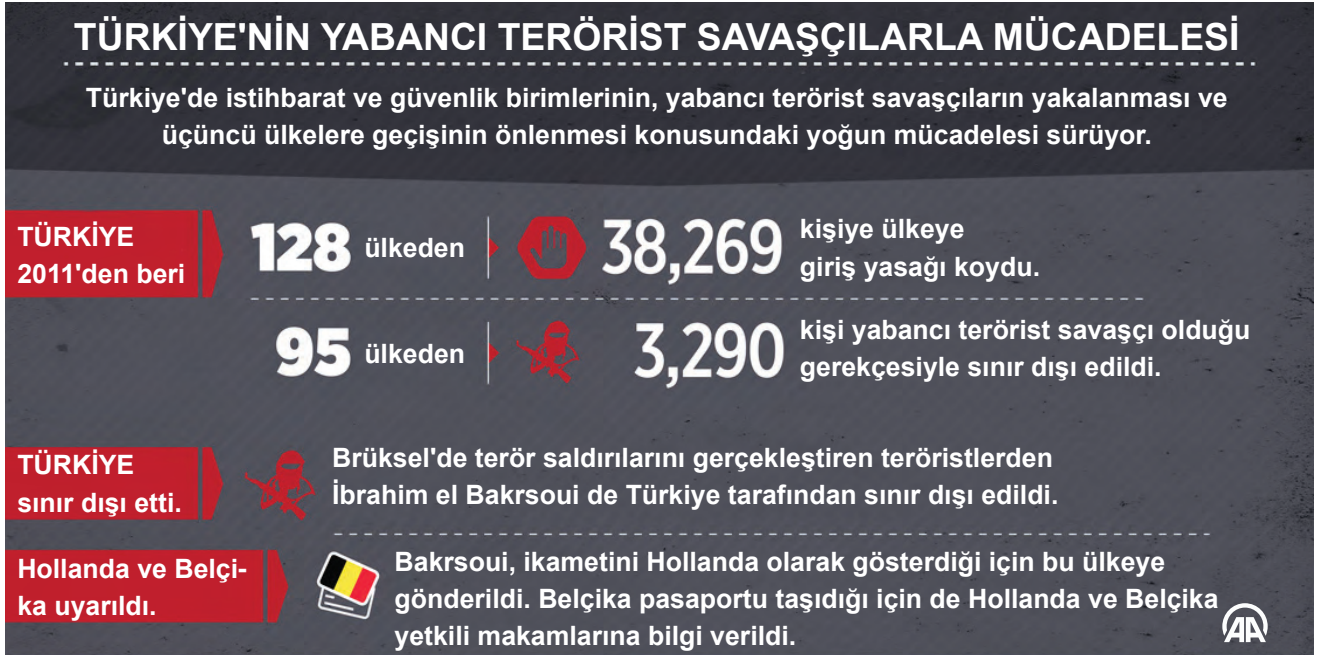 TÜRKİYE'NİN YABANCI TERÖRİST SAVAŞÇILARLA MÜCADELESİ
Türkiye'de istihbarat ve güvenlik birimlerinin, yabancı terörist savaşçıların yakalanması ve
üçüncü ülkelere geçişinin önlenmesi konusundaki yoğun mücadelesi sürüyor.
TÜRKİYE
2011'den beri
128 ülkeden
38,269 kişiye ülkeye
giriş yasağı koydu.
95 ülkeden
3,290 kişi yabancı terörist savaşçı olduğu
gerekçesiyle sınır dışı edildi.
TÜRKİYE
sınır dışı etti.
Brüksel'de terör saldırılarını gerçekleştiren teröristlerden
İbrahim el Bakrsoui de Türkiye tarafından sınır dışı edildi.
Hollanda ve Belçi-
ka uyarıldı.
Bakrsoui, ikametini Hollanda olarak gösterdiği için bu ülkeye
gönderildi. Belçika pasaportu taşıdığı için de Hollanda ve Belçika
yetkili makamlarına bilgi verildi.
AA